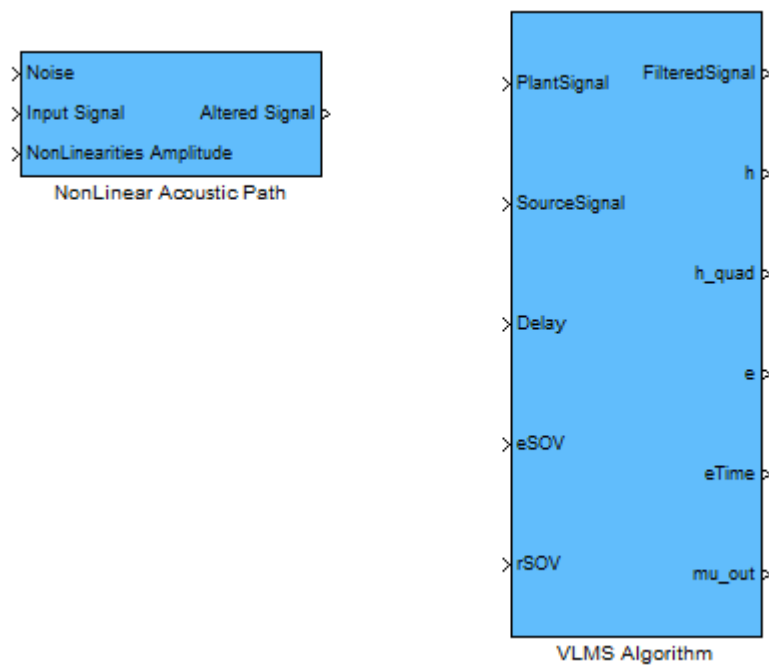 Noise
Input Signal
Altered Signal
NonLinearities Amplitude
NonLinear Acoustic Path
PlantSignal
FilteredSignal
h
SourceSignal
h_quad
Delay
e
eSOV
eTime
rSOV
mu_out
VLMS Algorithm